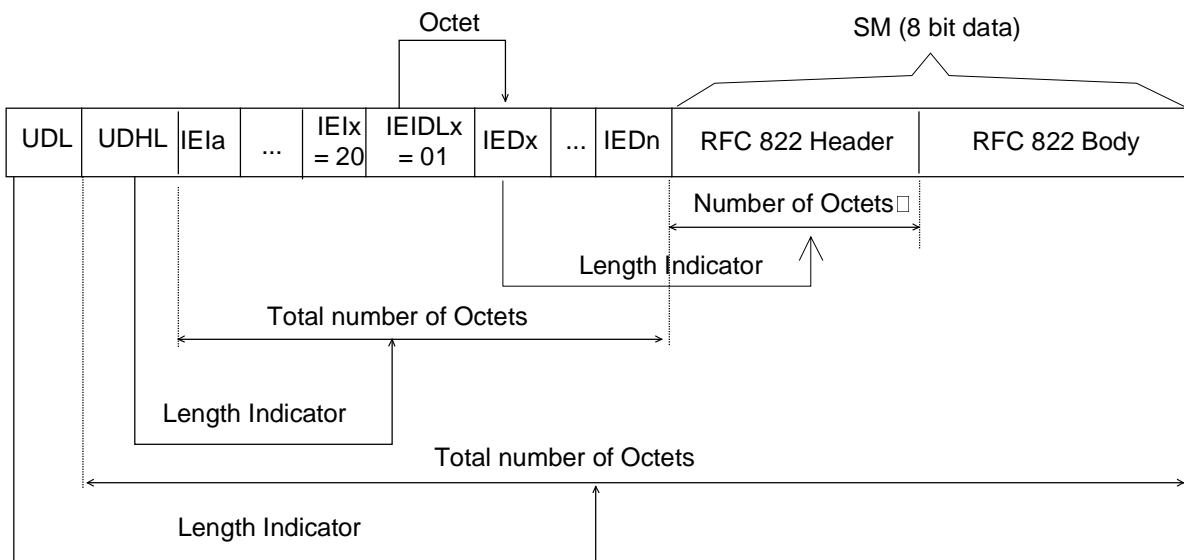 Octet
SM (8 bit data)
UDL
UDHL
IEIa
...
IEIx
= 20
IEIDLx
= 01
IEDx
...
IEDn
RFC 822 Header
RFC 822 Body
Number of Octets□
Length Indicator
Total number of Octets
Length Indicator
Total number of Octets
Length Indicator